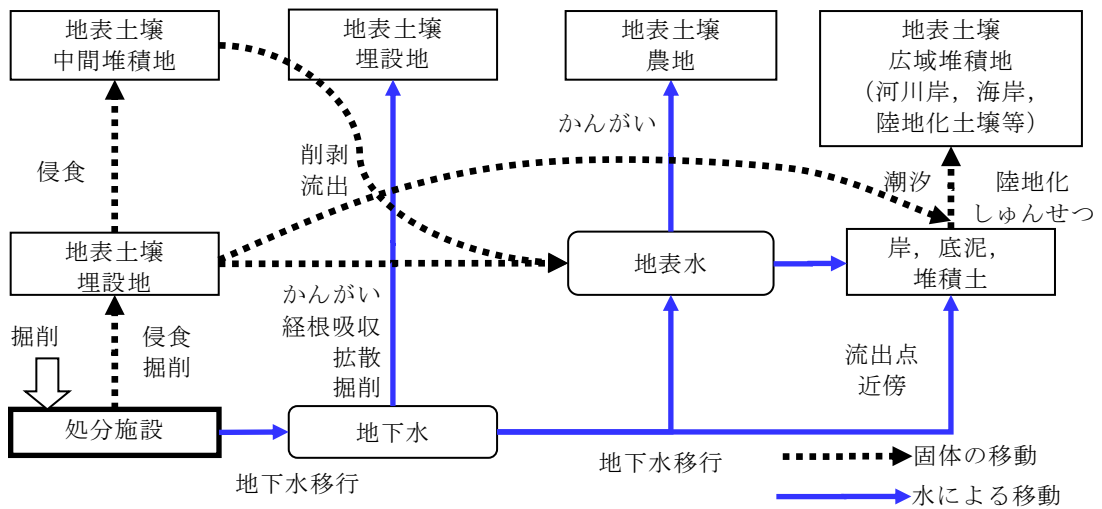 地表土壌
中間堆積地
地表土壌
埋設地
地表土壌
農地
地表土壌
広域堆積地
（河川岸，海岸，
陸地化土壌等）
侵食
削剥
流出
かんがい
潮汐
陸地化
しゅんせつ
地表土壌
埋設地
地表水
岸，底泥，
堆積土
掘削
侵食
掘削
かんがい
経根吸収
拡散
掘削
流出点
近傍
処分施設
地下水
地下水移行
地下水移行
固体の移動
水による移動